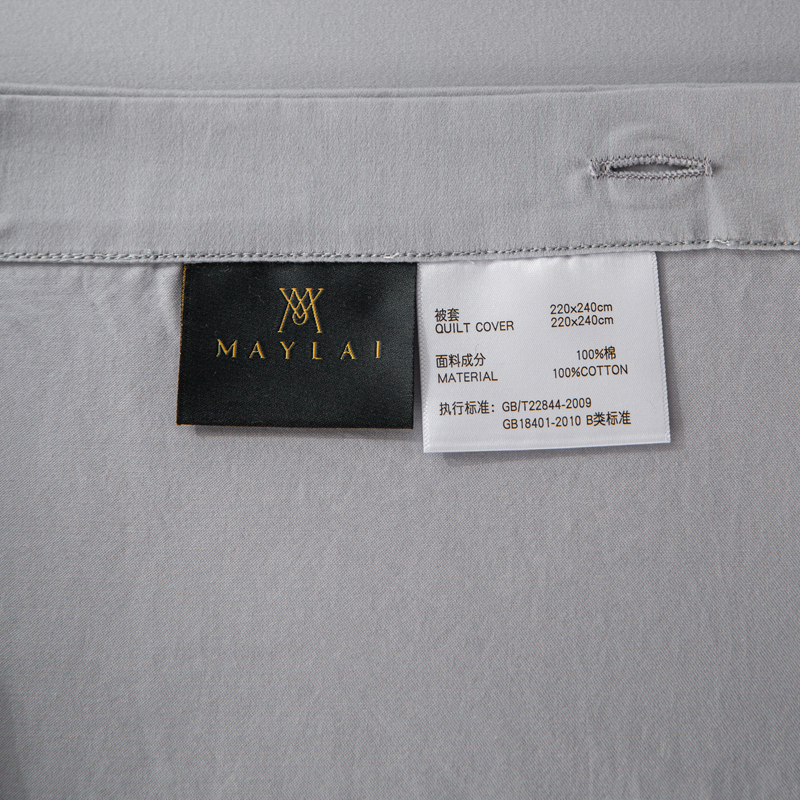 MAYLAI
被套 220x240cm
QUILT COVER 220x240cm
面料成分 100%棉
MATERIAL 100%COTTON
执行标准：GB/T22844-2009
GB18401-2010 B类标准